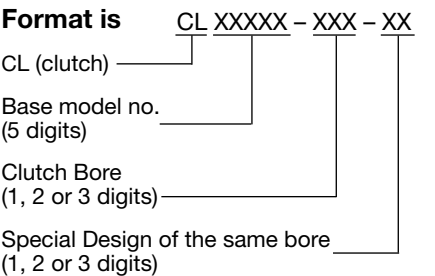 Format is CL XXXXX – XXX – XX
CL (clutch)
Base model no.
(5 digits)
Clutch Bore
(1, 2 or 3 digits)
Special Design of the same bore
(1, 2 or 3 digits)